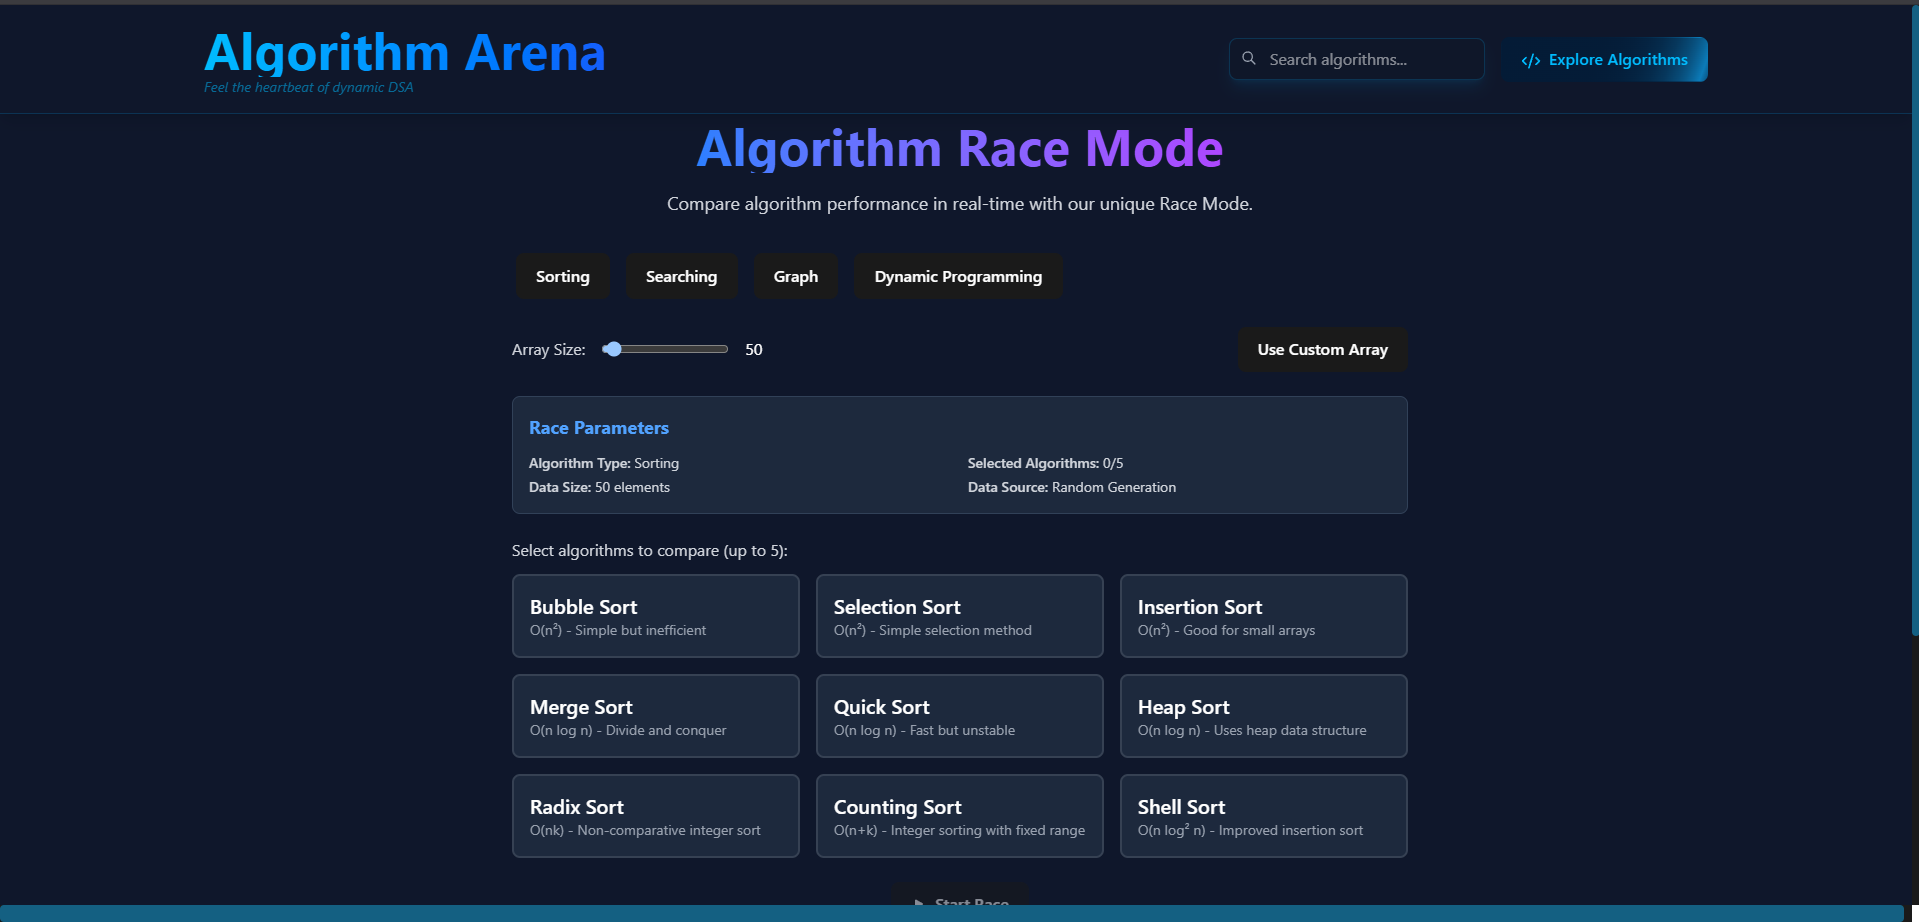 Algorithm Arena
Feel the heartbeat of dynamic DSA
Search algorithms...
</> Explore Algorithms
Algorithm Race Mode
Compare algorithm performance in real-time with our unique Race Mode.
Sorting Searching Graph Dynamic Programming
Array Size: 50 Use Custom Array
Race Parameters
Algorithm Type: Sorting Selected Algorithms: 0/5
Data Size: 50 elements Data Source: Random Generation
Select algorithms to compare (up to 5):
Bubble Sort
O(n²) - Simple but inefficient
Selection Sort
O(n²) - Simple selection method
Insertion Sort
O(n²) - Good for small arrays
Merge Sort
O(n log n) - Divide and conquer
Quick Sort
O(n log n) - Fast but unstable
Heap Sort
O(n log n) - Uses heap data structure
Radix Sort
O(nk) - Non-comparative integer sort
Counting Sort
O(n+k) - Integer sorting with fixed range
Shell Sort
O(n log² n) - Improved insertion sort
Start Race